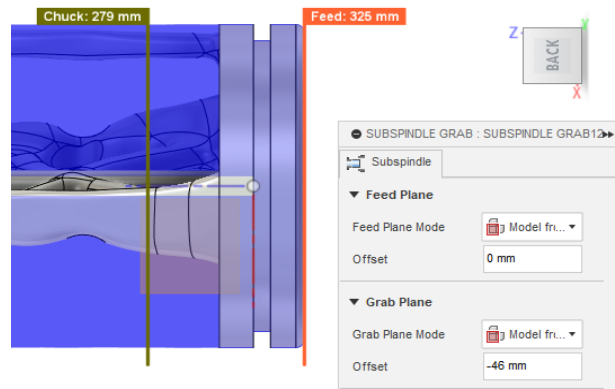 Chuck: 279 mm
Feed: 325 mm
Z
Y
X
BACK
SUBSPINDLE GRAB : SUBSPINDLE GRAB12
Subspindle
Feed Plane
Feed Plane Mode
Model fr...
Offset
0 mm
Grab Plane
Grab Plane Mode
Model fr...
Offset
-46 mm